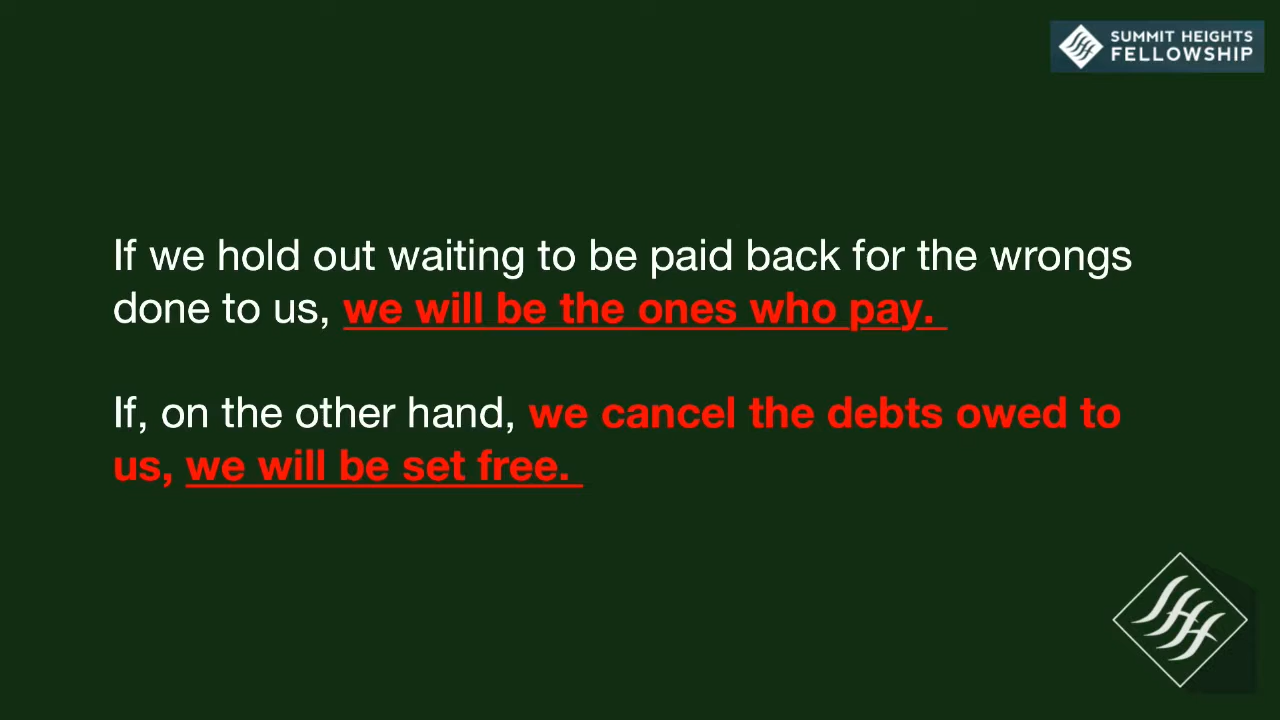 SUMMIT HEIGHTS
FELLOWSHIP
If we hold out waiting to be paid back for the wrongs
done to us, we will be the ones who pay.
If, on the other hand, we cancel the debts owed to
us, we will be set free.